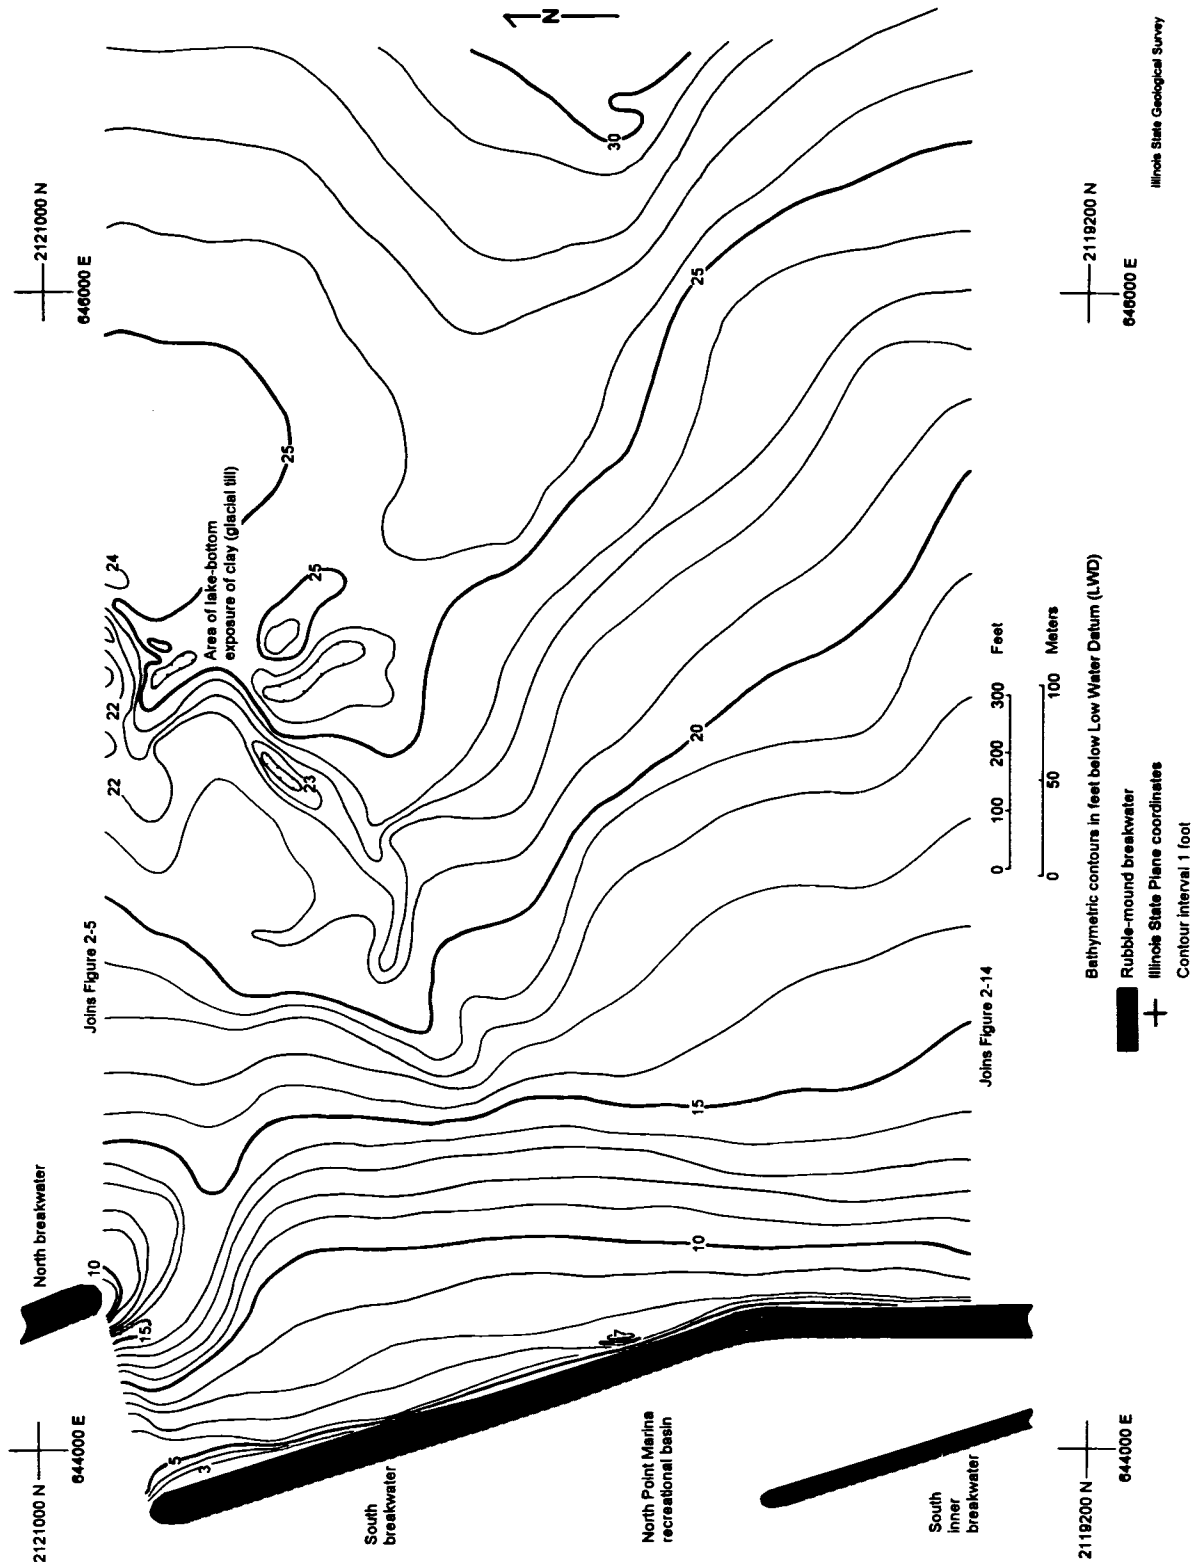 N
2121000 N
646000 E
2119200 N
646000 E
Illinois State Geological Survey
30
25
25
24
25
Area of lake-bottom
exposure of clay (glacial till)
22
22
23
20
Joins Figure 2-5
15
Joins Figure 2-14
North breakwater
10
15
10
7
5
3
2121000 N
644000 E
South
breakwater
North Point Marina
recreational basin
South
inner
breakwater
2119200 N
644000 E
0 100 200 300 Feet
0 50 100 Meters
Bathymetric contours in feet below Low Water Datum (LWD)
Rubble-mound breakwater
Illinois State Plane coordinates
Contour interval 1 foot